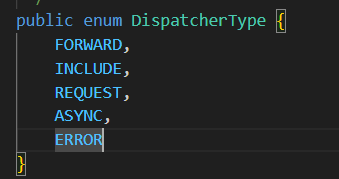 public enum DispatcherType {
FORWARD,
INCLUDE,
REQUEST,
ASYNC,
ERROR
}